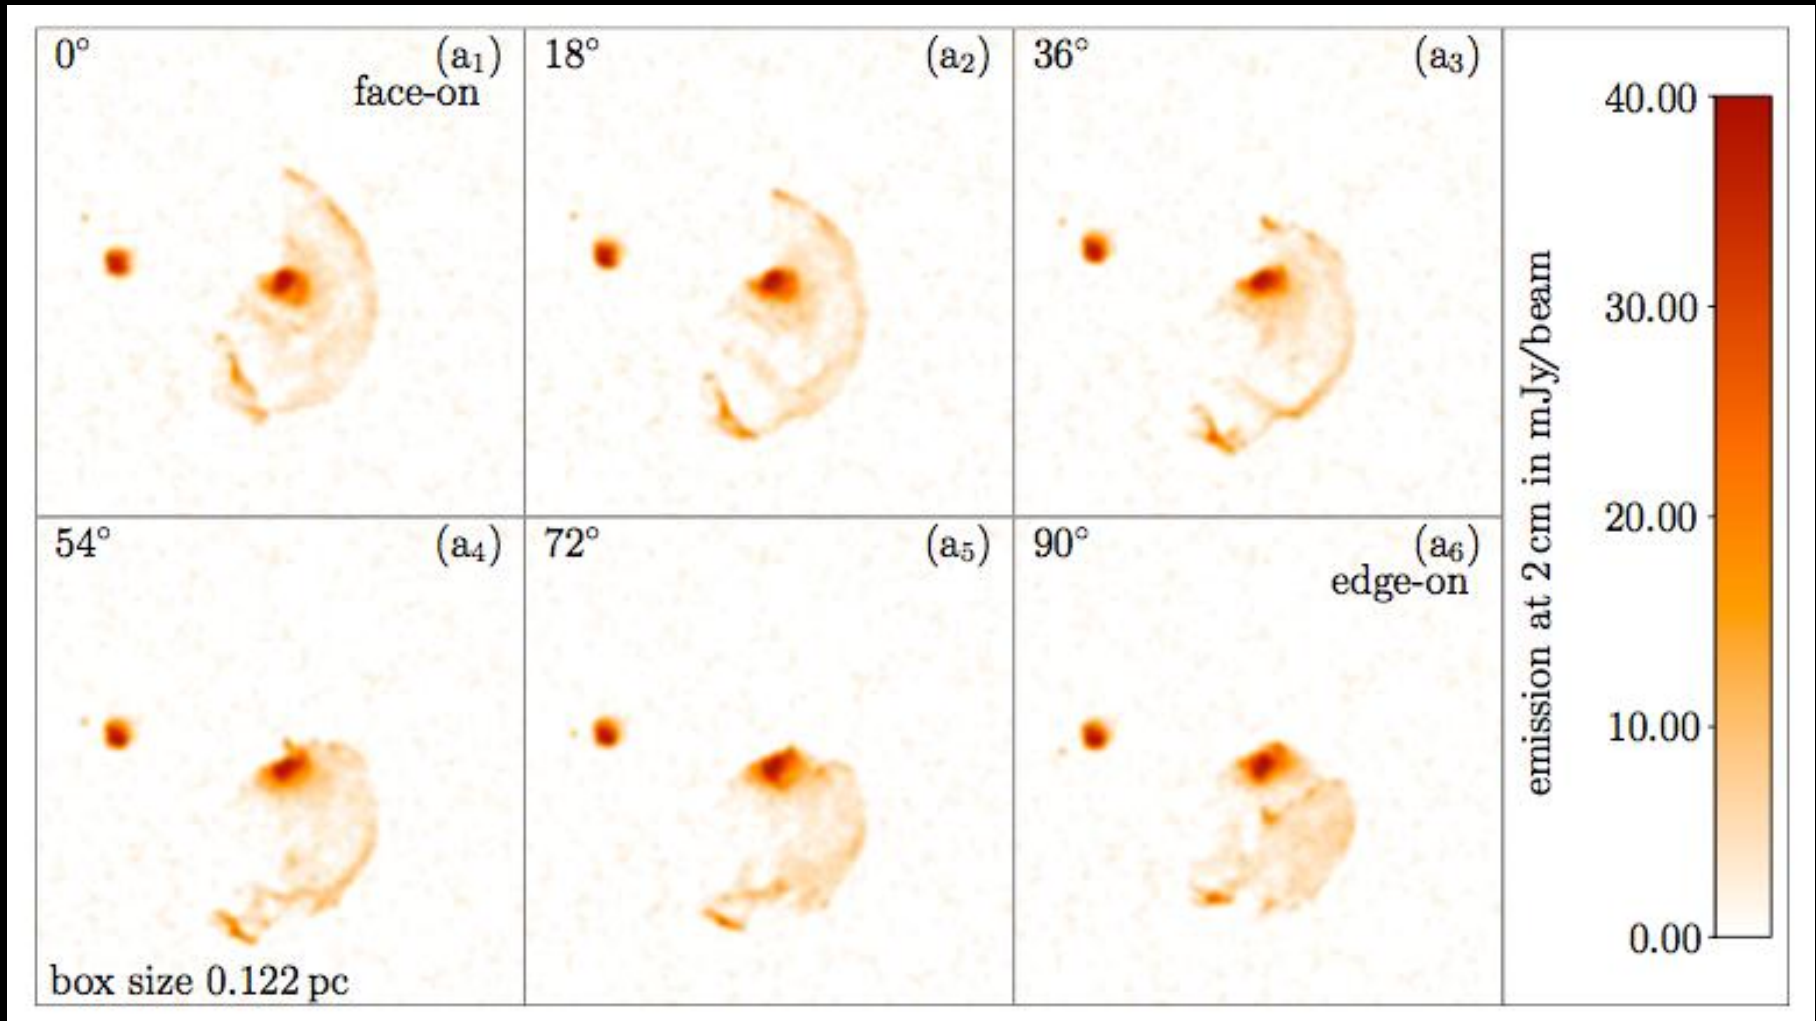 0° (a₁)
face-on
18° (a₂)
36° (a₃)
54° (a₄)
box size 0.122 pc
72° (a₅)
90° (a₆)
edge-on
40.00
30.00
20.00
10.00
0.00
emission at 2 cm in mJy/beam